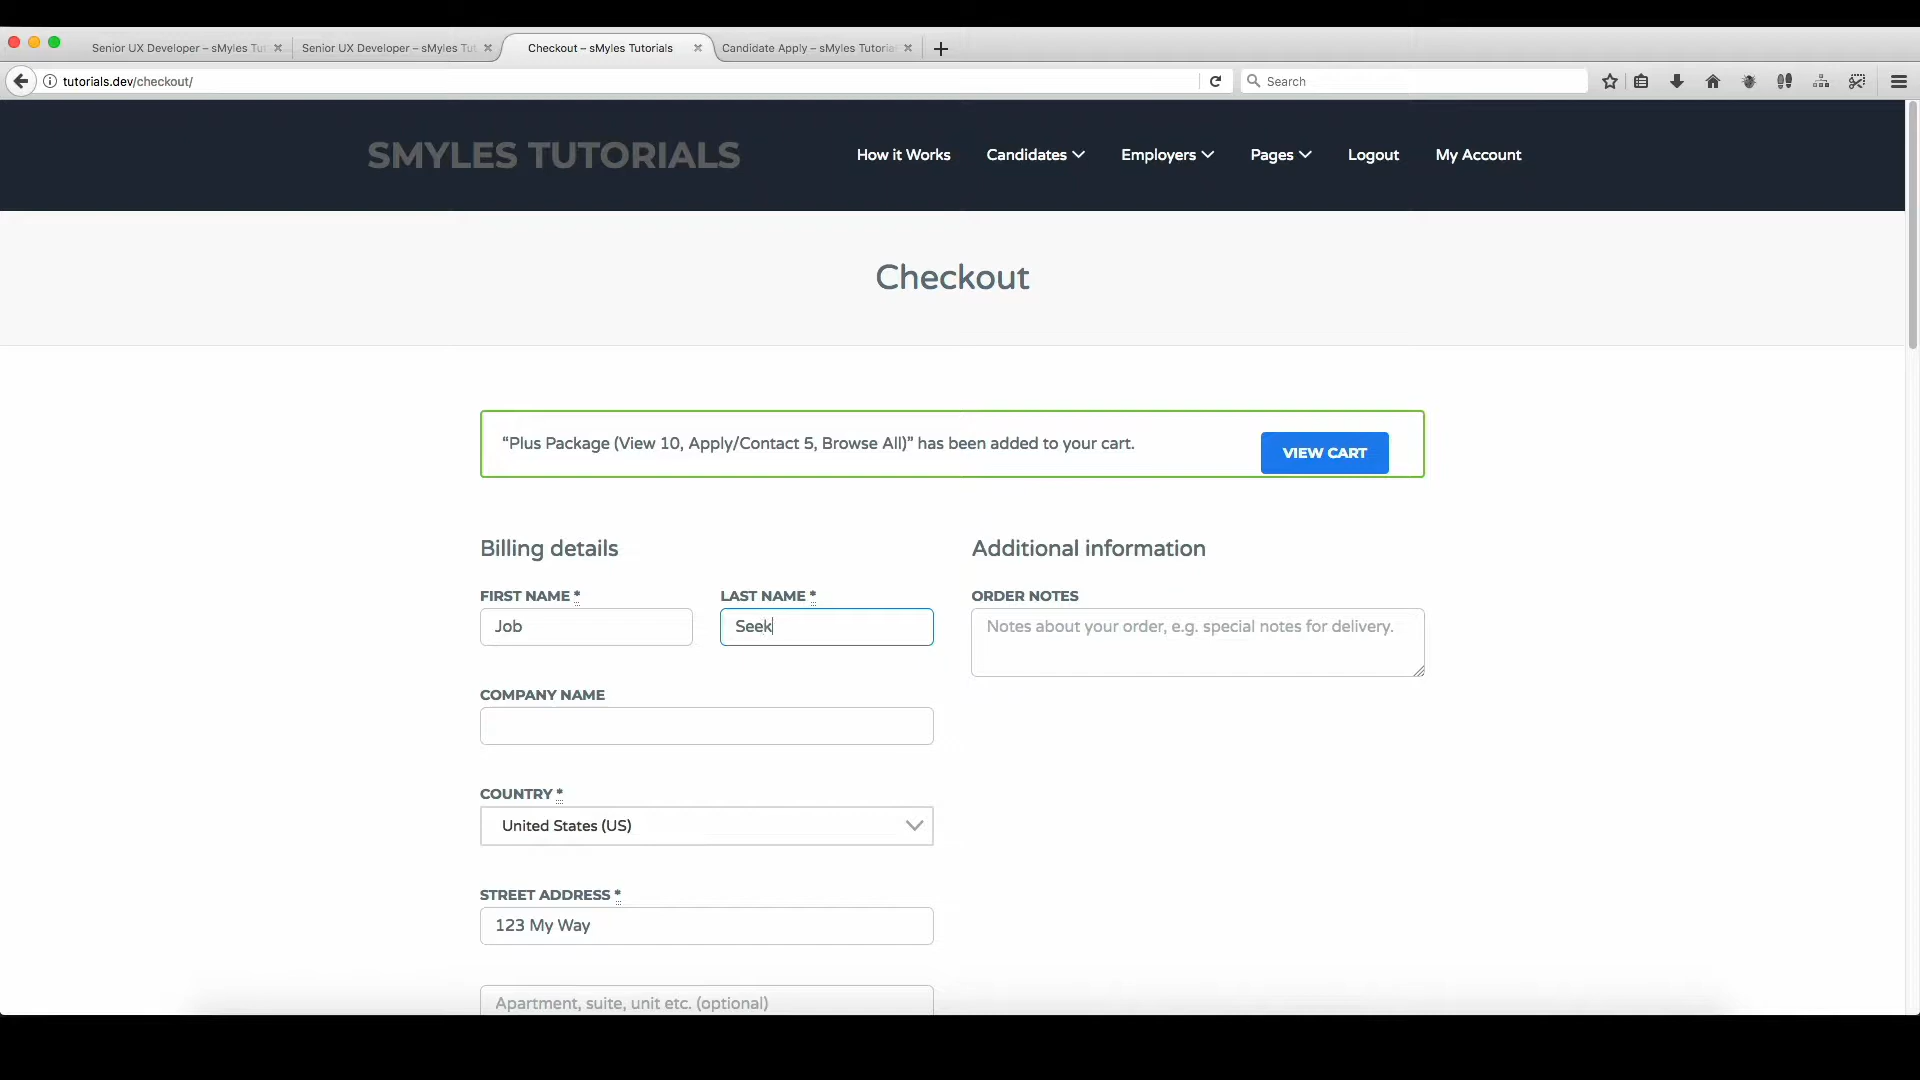 Senior UX Developer – sMyles Tut
Senior UX Developer – sMyles Tut
Checkout – sMyles Tutorials
Candidate Apply – sMyles Tutoria
tutorials.dev/checkout/
Search
SMYLES TUTORIALS
How it Works
Candidates
Employers
Pages
Logout
My Account
Checkout
“Plus Package (View 10, Apply/Contact 5, Browse All)” has been added to your cart.
VIEW CART
Billing details
Additional information
FIRST NAME *
LAST NAME *
ORDER NOTES
Job
Seek
Notes about your order, e.g. special notes for delivery.
COMPANY NAME
COUNTRY *
United States (US)
STREET ADDRESS *
123 My Way
Apartment, suite, unit etc. (optional)